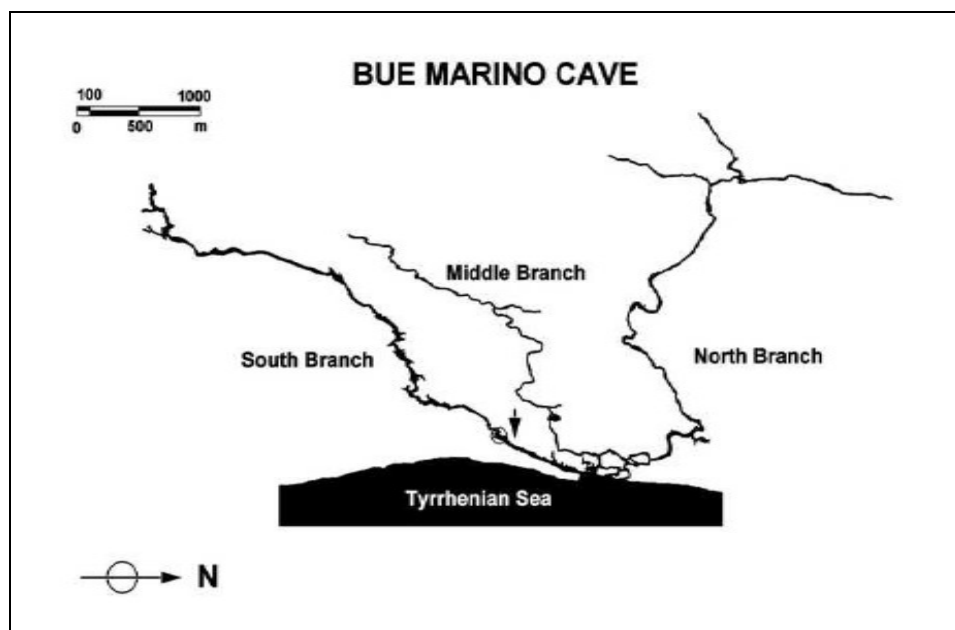 BUE MARINO CAVE
100 1000
0 500 m
Middle Branch
South Branch
North Branch
Tyrrhenian Sea
N